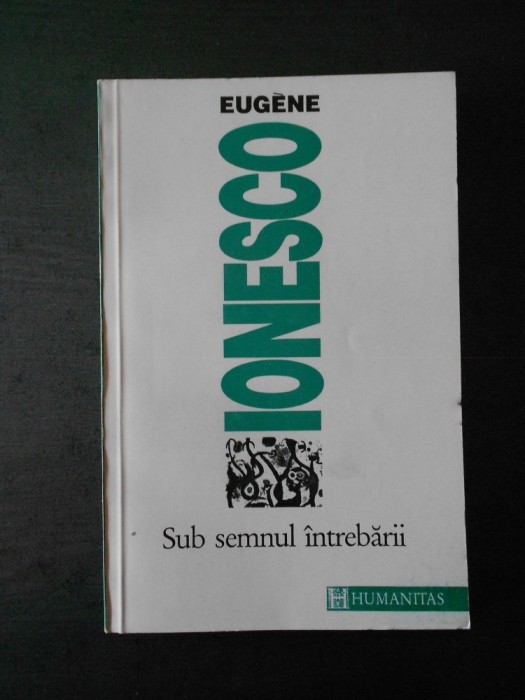 EUGÈNE
IONESCO
Sub semnul întrebării
HUMANITAS